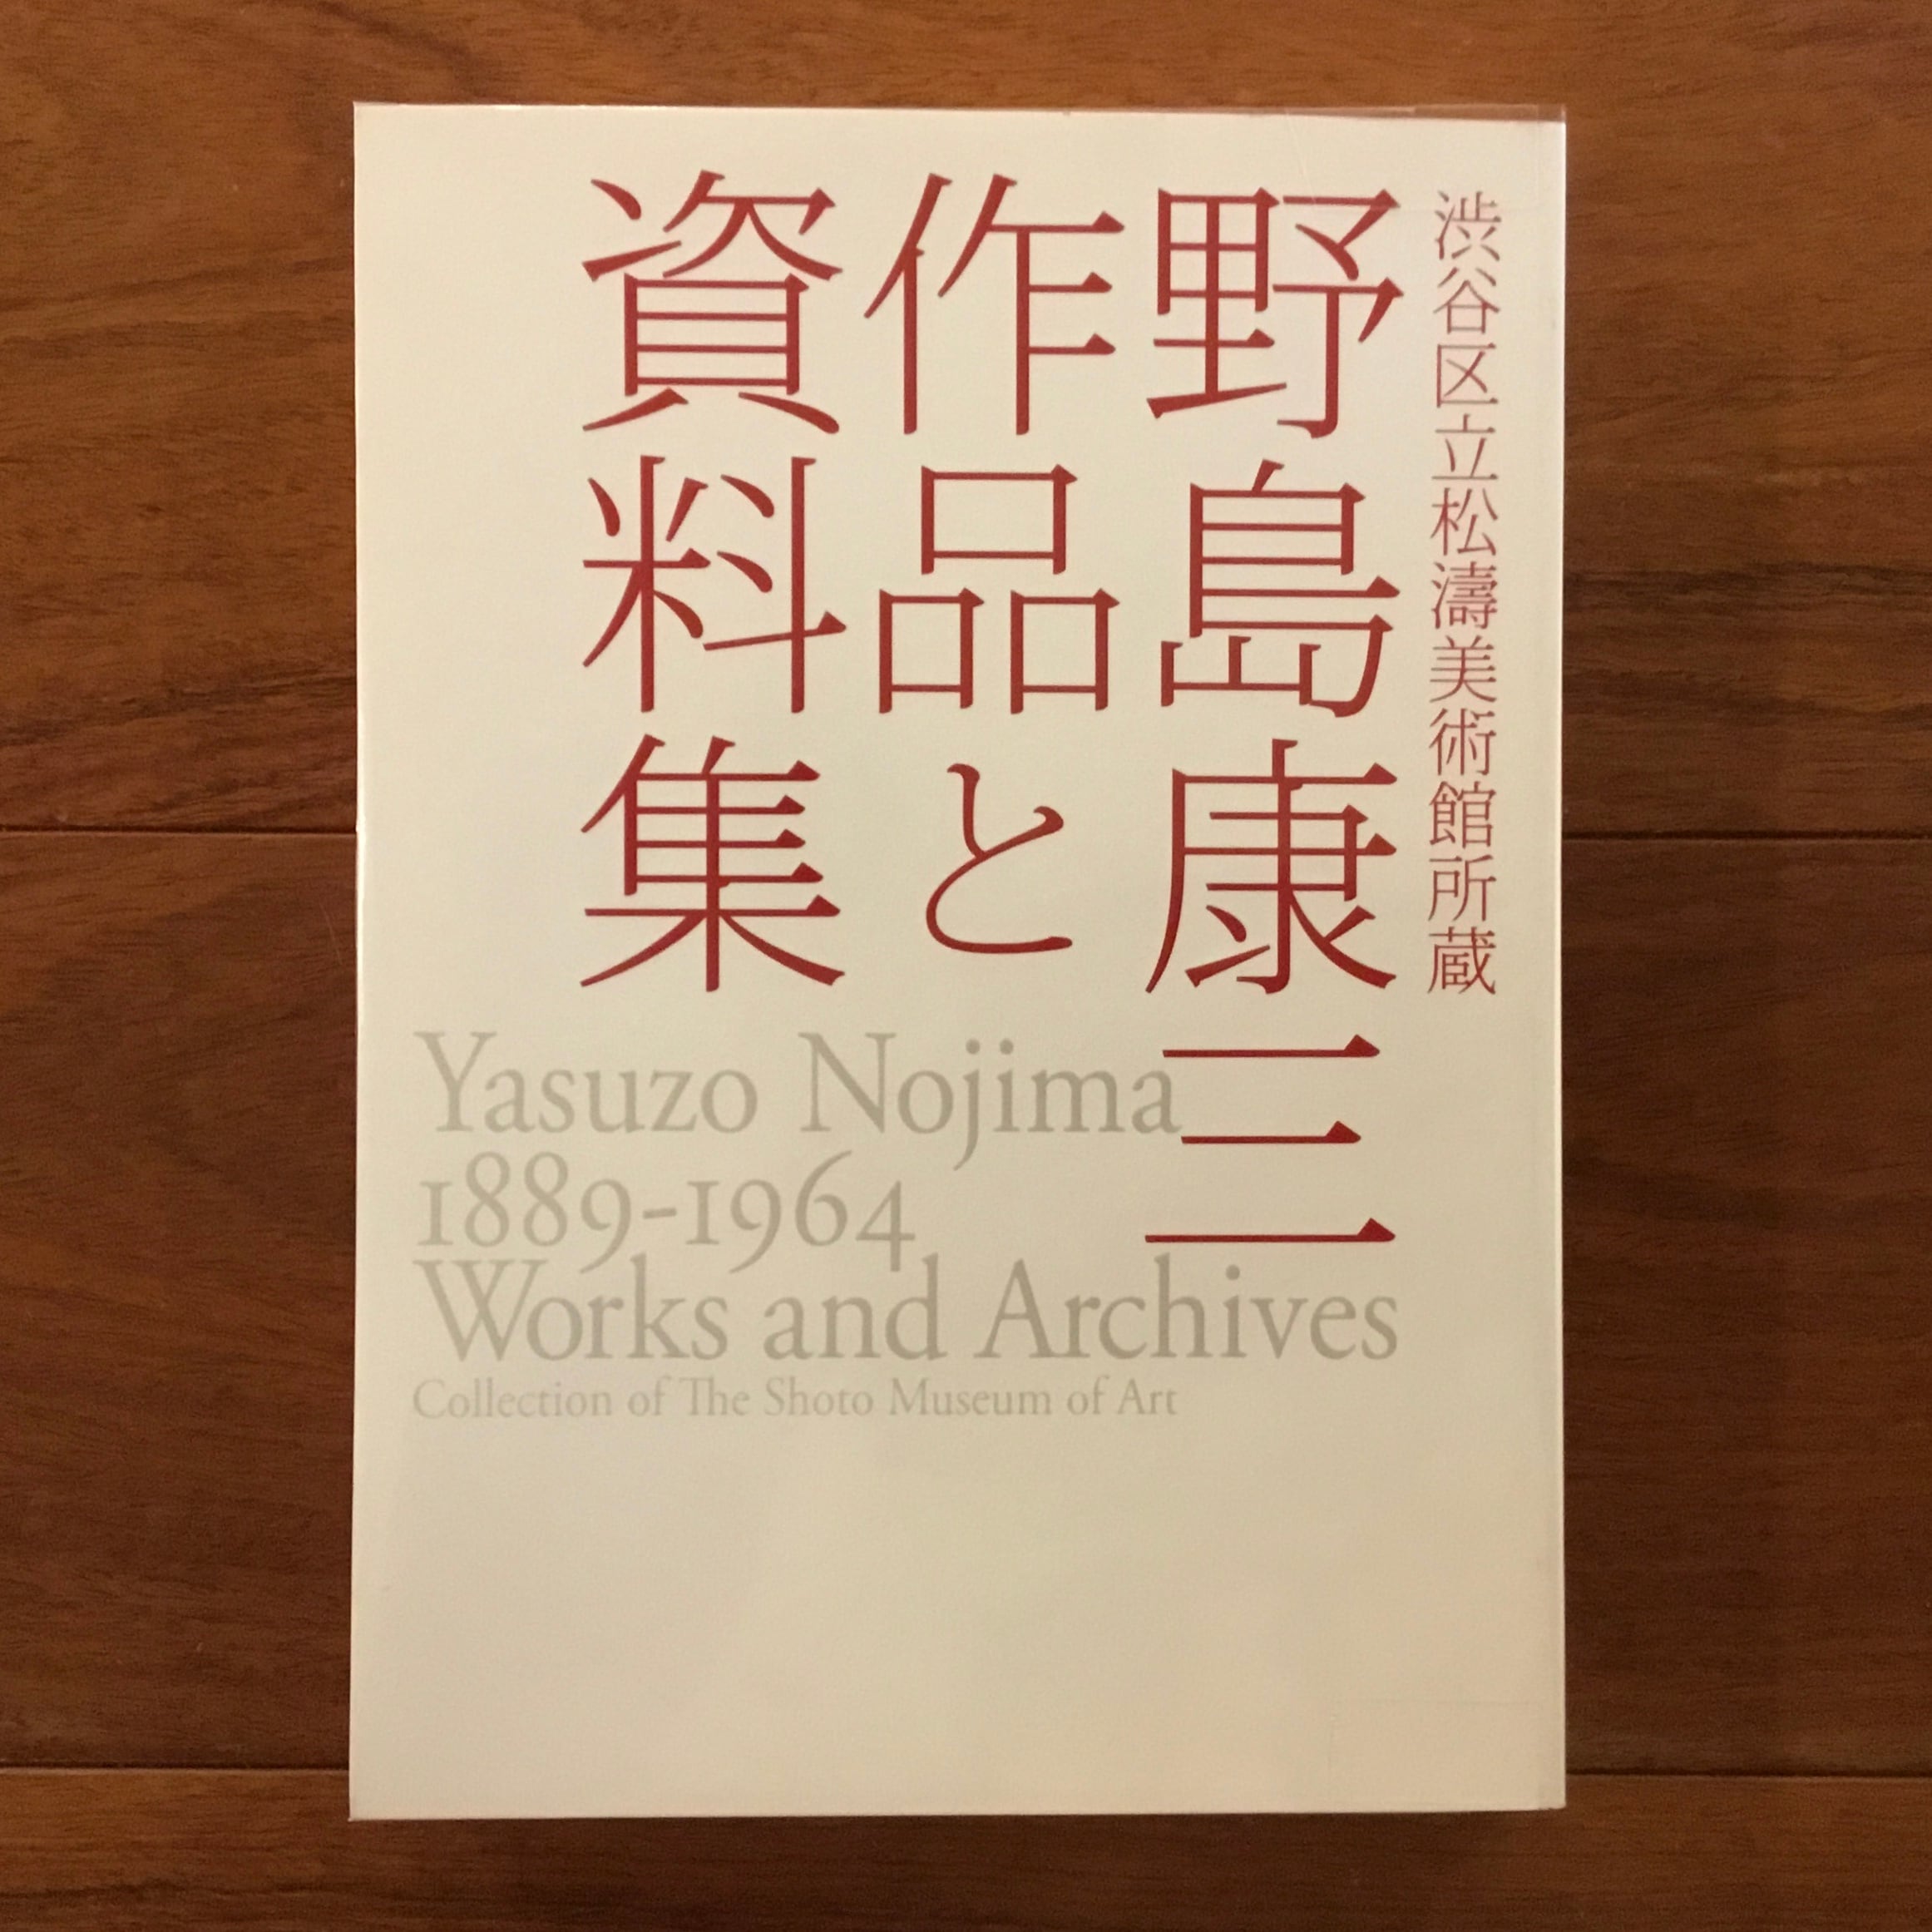 渋谷区立松濤美術館所蔵
野島康三
作品と
資料集
Yasuzo Nojima
1889-1964
Works and Archives
Collection of The Shoto Museum of Art